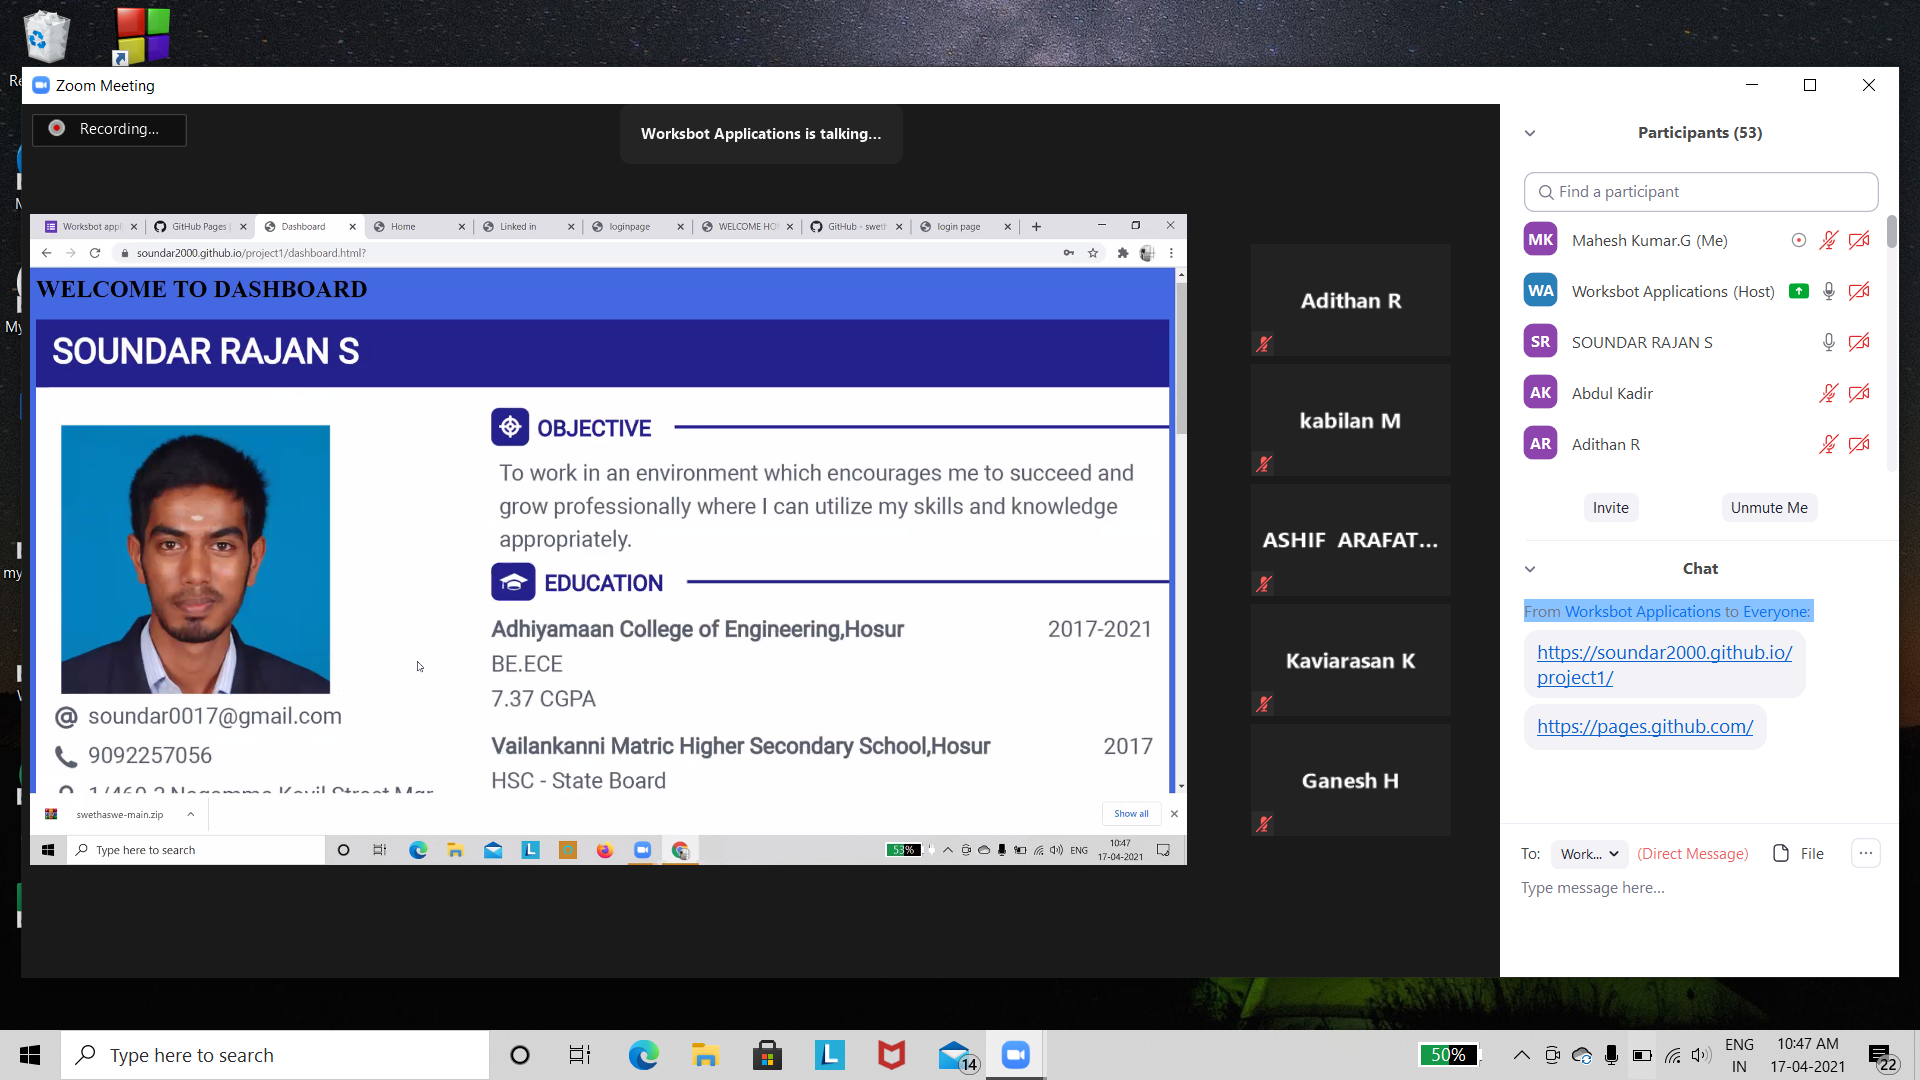 Zoom Meeting
Recording...
Worksbot Applications is talking...
Worksbot appl
GitHub Pages
Dashboard
Home
Linked in
loginpage
WELCOME HO
GitHub - sweth
login page
soundar2000.github.io/project1/dashboard.html?
WELCOME TO DASHBOARD
SOUNDAR RAJAN S
OBJECTIVE
To work in an environment which encourages me to succeed and
grow professionally where I can utilize my skills and knowledge
appropriately.
EDUCATION
Adhiyamaan College of Engineering,Hosur 2017-2021
BE.ECE
7.37 CGPA
Vailankanni Matric Higher Secondary School,Hosur 2017
HSC - State Board
@ soundar0017@gmail.com
9092257056
swethaswe-main.zip
Show all
Type here to search
53%
ENG
10:47
17-04-2021
Adithan R
kabilan M
ASHIF ARAFAT...
Kaviarasan K
Ganesh H
Participants (53)
Find a participant
MK Mahesh Kumar.G (Me)
WA Worksbot Applications (Host)
SR SOUNDAR RAJAN S
AK Abdul Kadir
AR Adithan R
Invite
Unmute Me
Chat
From Worksbot Applications to Everyone:
https://soundar2000.github.io/
project1/
https://pages.github.com/
To: Work... (Direct Message) File
Type message here...
Type here to search
L
14
50%
ENG
IN
10:47 AM
17-04-2021
22